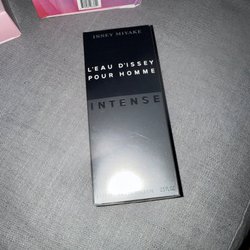 ISSEY MIYAKE
L'EAU D'ISSEY
POUR HOMME
INTENSE